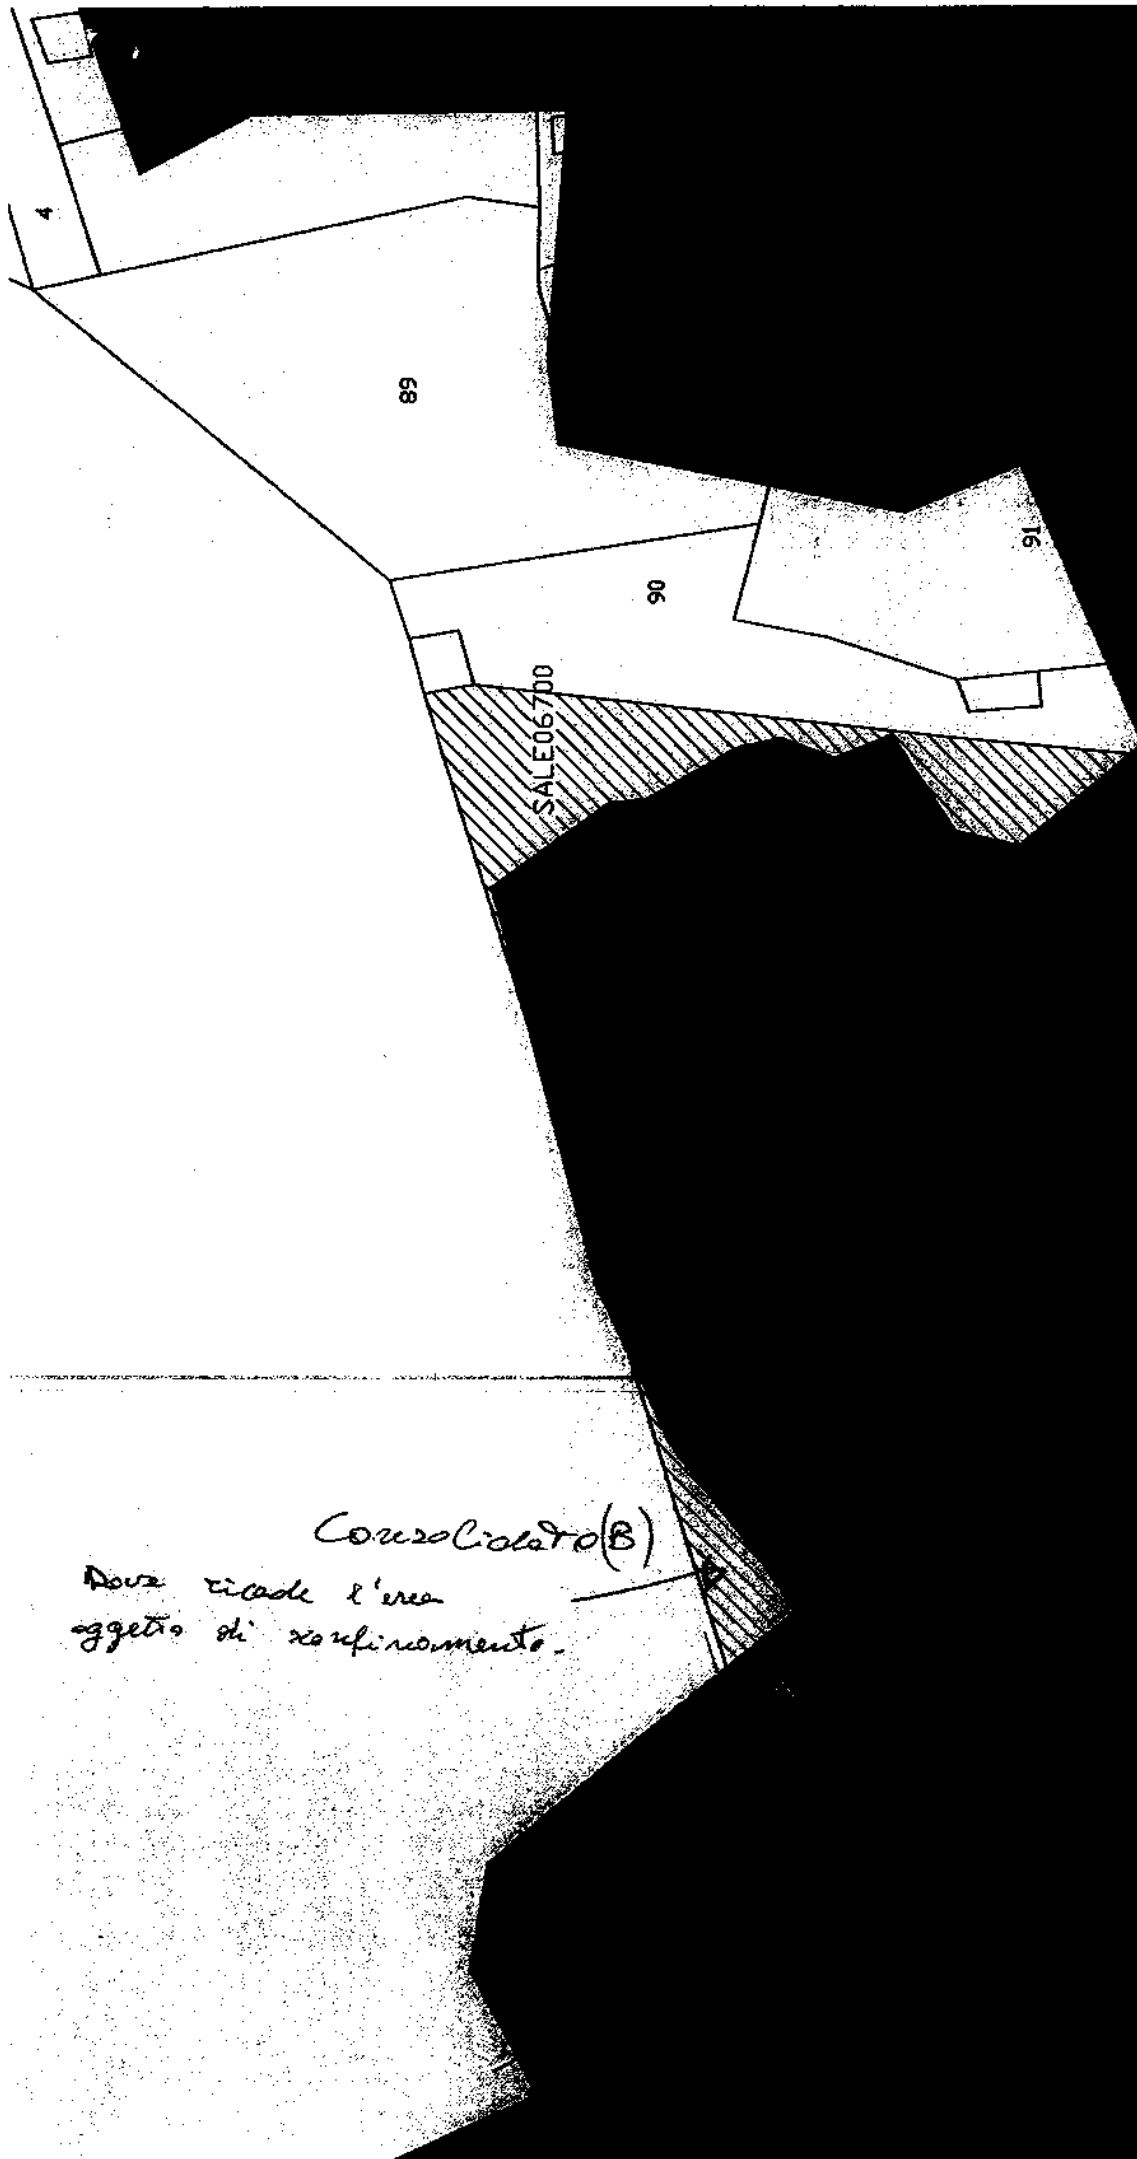 4
89
90
91
SALE06700
Consolidato (B)
Dove ricade l'area
oggetto di sconfinamento.